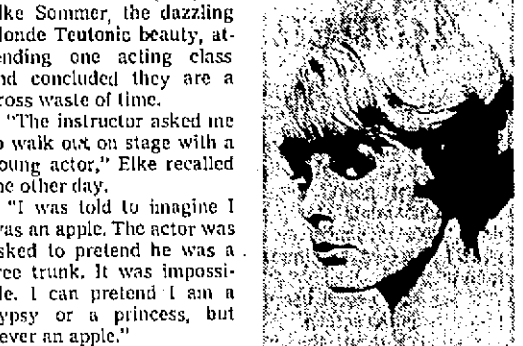 lke Sommer, the dazzling
londe Teutonic beauty, at-
ending one acting class
nd concluded they are a
ross waste of time.
"The instructor asked me
o walk out on stage with a
oung actor," Elke recalled
he other day.
"I was told to imagine I
was an apple. The actor was
sked to pretend he was a
ree trunk. It was impossi-
le. I can pretend I am a
ypsy or a princess, but
ever an apple."